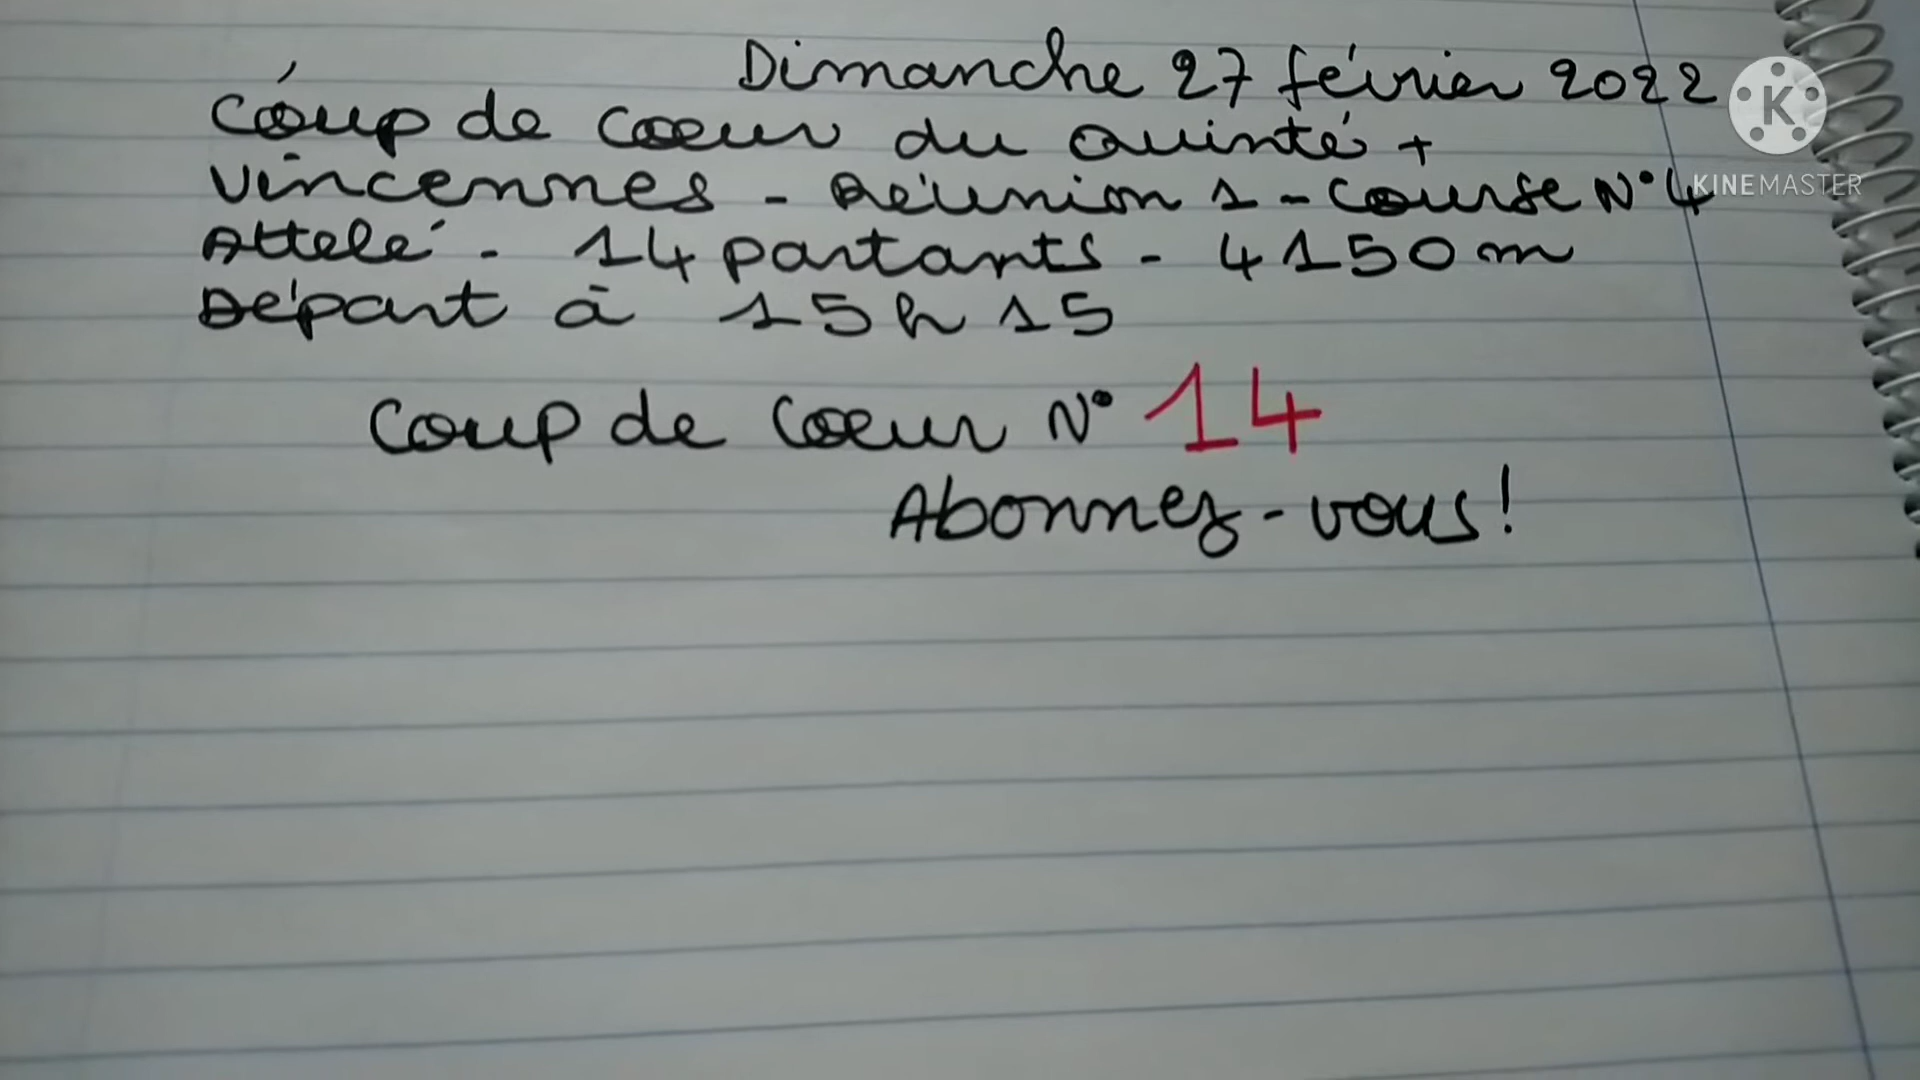 Dimanche 27 février 2022
Coup de coeur du Quinté +
Vincennes - Réunion 1 - Course N° 4
KINEMASTER
Attelé - 14 partants - 4150 m
Départ à 15h15
Coup de coeur N° 14
Abonnez-vous !